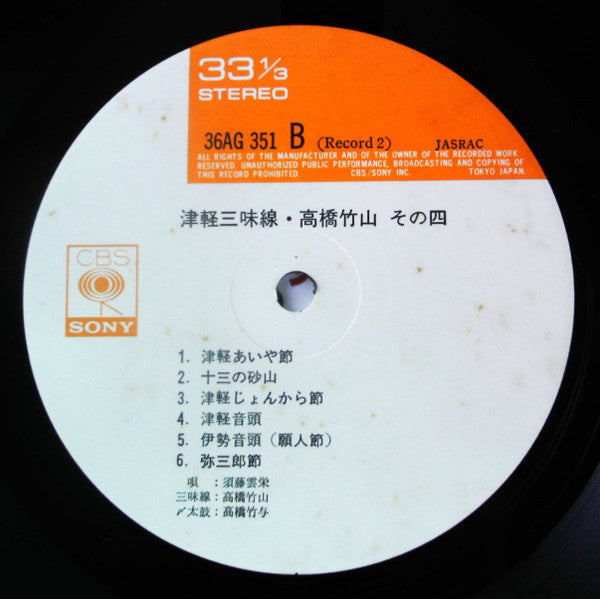 33 1/3
STEREO
36AG 351 B (Record 2) JASRAC
ALL RIGHTS OF THE MANUFACTURER AND OF THE OWNER OF THE RECORDED WORK
RESERVED. UNAUTHORIZED PUBLIC PERFORMANCE, BROADCASTING AND COPYING OF
THIS RECORD PROHIBITED. CBS/SONY INC. TOKYO JAPAN.
津軽三味線・高橋竹山 その四
CBS
SONY
1. 津軽あいや節
2. 十三の砂山
3. 津軽じょんから節
4. 津軽音頭
5. 伊勢音頭（願人節）
6. 弥三郎節
唄：須藤雲栄
三味線：高橋竹山
〆太鼓：高橋竹与